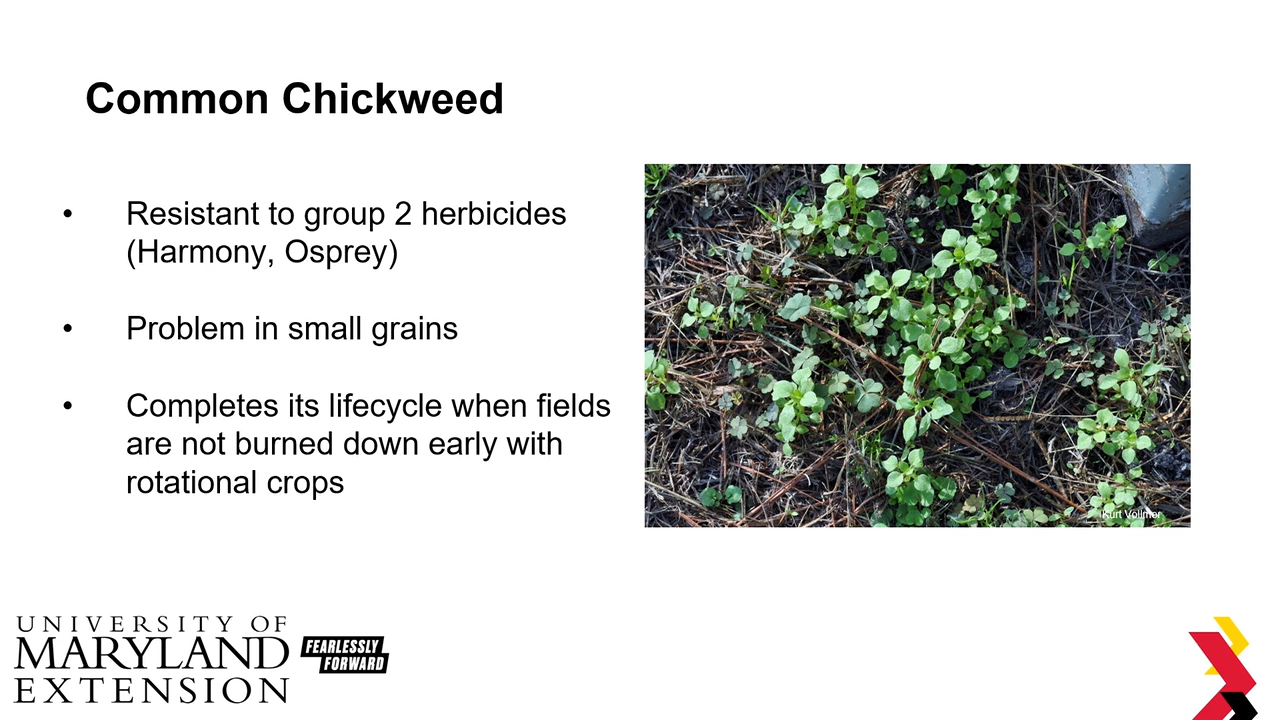 Common Chickweed
• Resistant to group 2 herbicides
(Harmony, Osprey)
• Problem in small grains
• Completes its lifecycle when fields
are not burned down early with
rotational crops
Kurt Vollmer
UNIVERSITY OF
MARYLAND
EXTENSION
FEARLESSLY
FORWARD